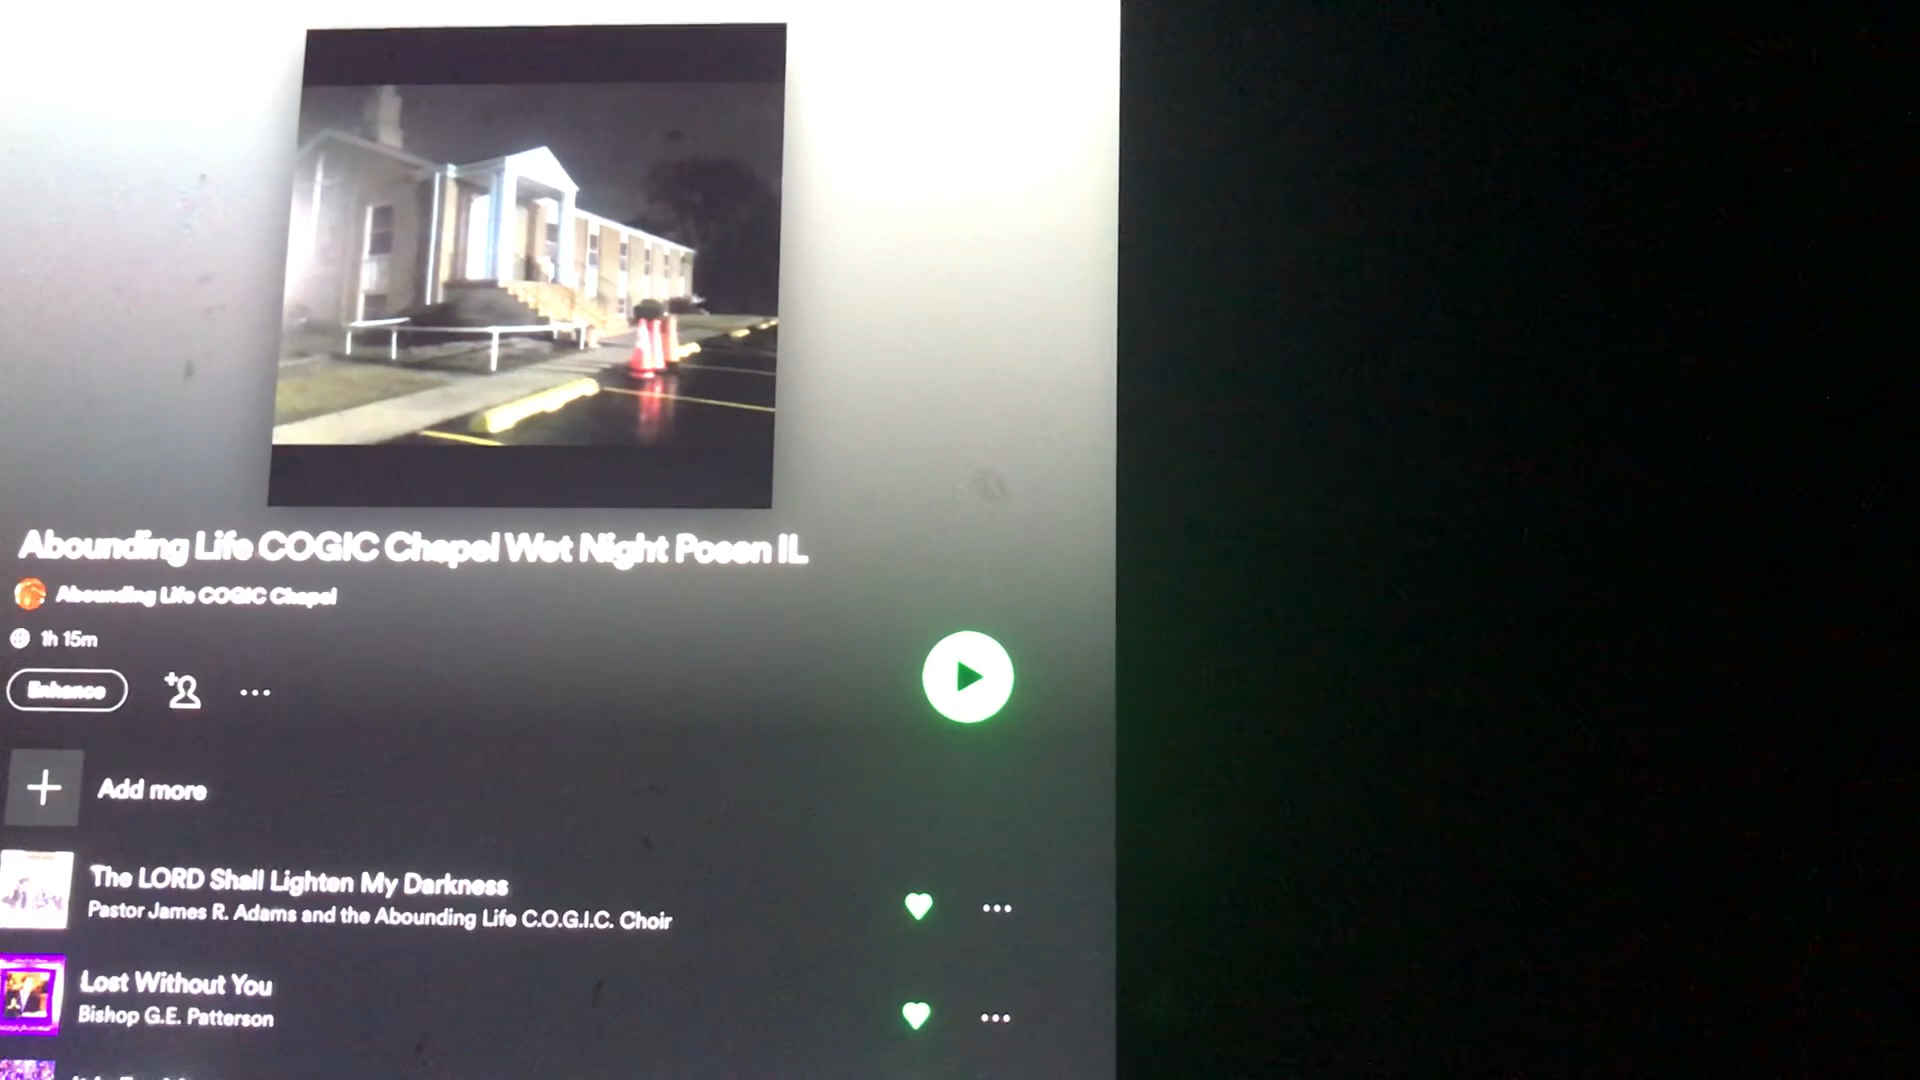 Abounding Life COGIC Chapel Wet Night Posen IL
Abounding Life COGIC Chapel
1h 15m
Enhance
Add more
The LORD Shall Lighten My Darkness
Pastor James R. Adams and the Abounding Life C.O.G.I.C. Choir
Lost Without You
Bishop G.E. Patterson